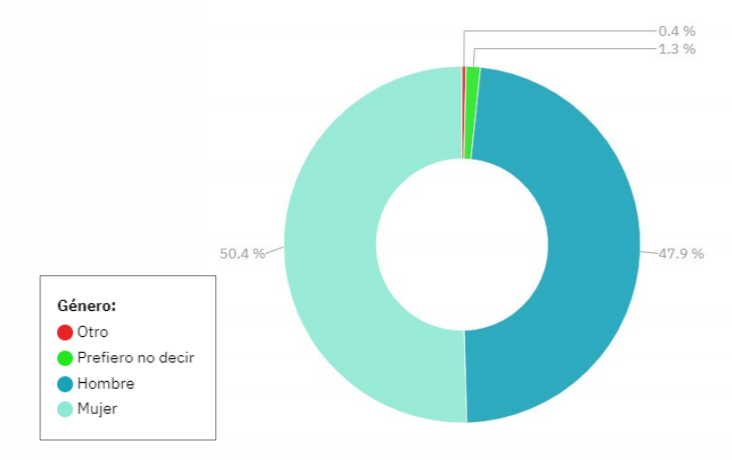 0.4 %
1.3 %
50.4 %
47.9 %
Género:
Otro
Prefiero no decir
Hombre
Mujer